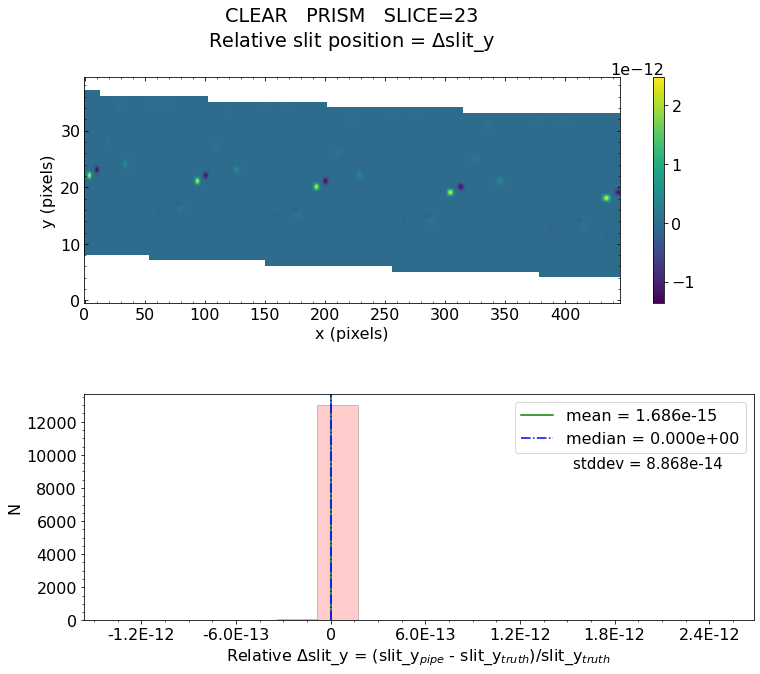 CLEAR   PRISM   SLICE=23
Relative slit position = Δslit_y
1e−12
y (pixels)
30
20
10
0
2
1
0
−1
0 50 100 150 200 250 300 350 400
x (pixels)
mean = 1.686e-15
median = 0.000e+00
stddev = 8.868e-14
N
12000
10000
8000
6000
4000
2000
0
-1.2E-12 -6.0E-13 0 6.0E-13 1.2E-12 1.8E-12 2.4E-12
Relative Δslit_y = (slit_y_pipe - slit_y_truth)/slit_y_truth